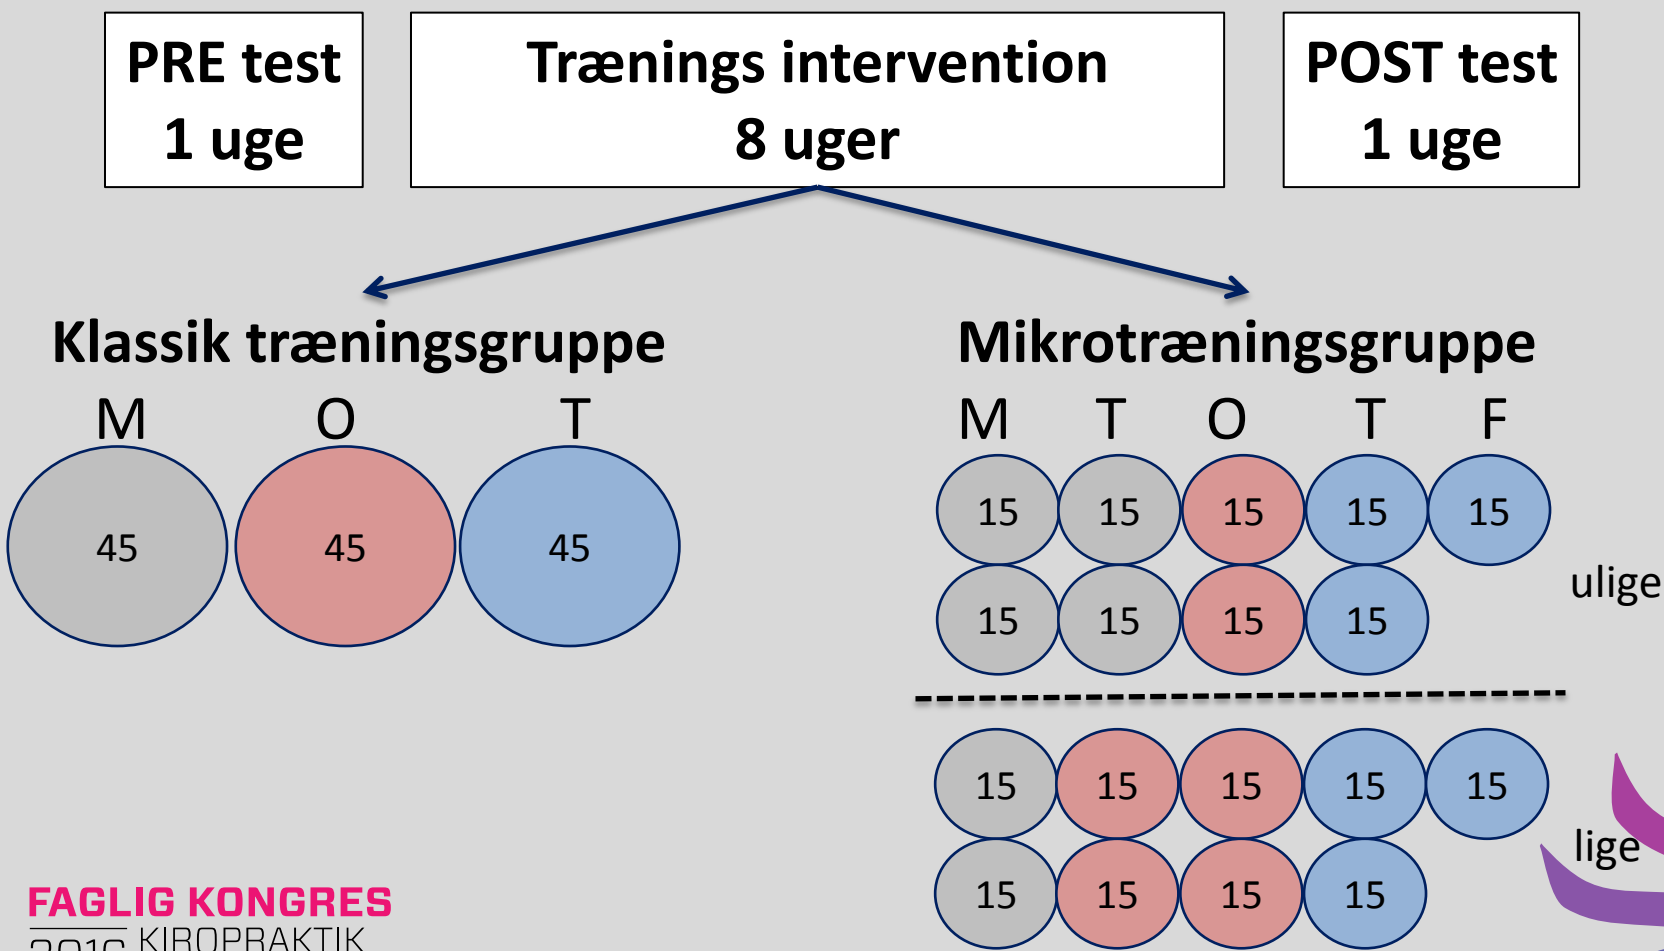 PRE test
1 uge
Trænings intervention
8 uger
POST test
1 uge
Klassik træningsgruppe
M O T
45 45 45
Mikrotræningsgruppe
M T O T F
15 15 15 15 15
15 15 15 15
ulige
15 15 15 15 15
15 15 15 15
lige
FAGLIG KONGRES
2016 KIROPRAKTIK